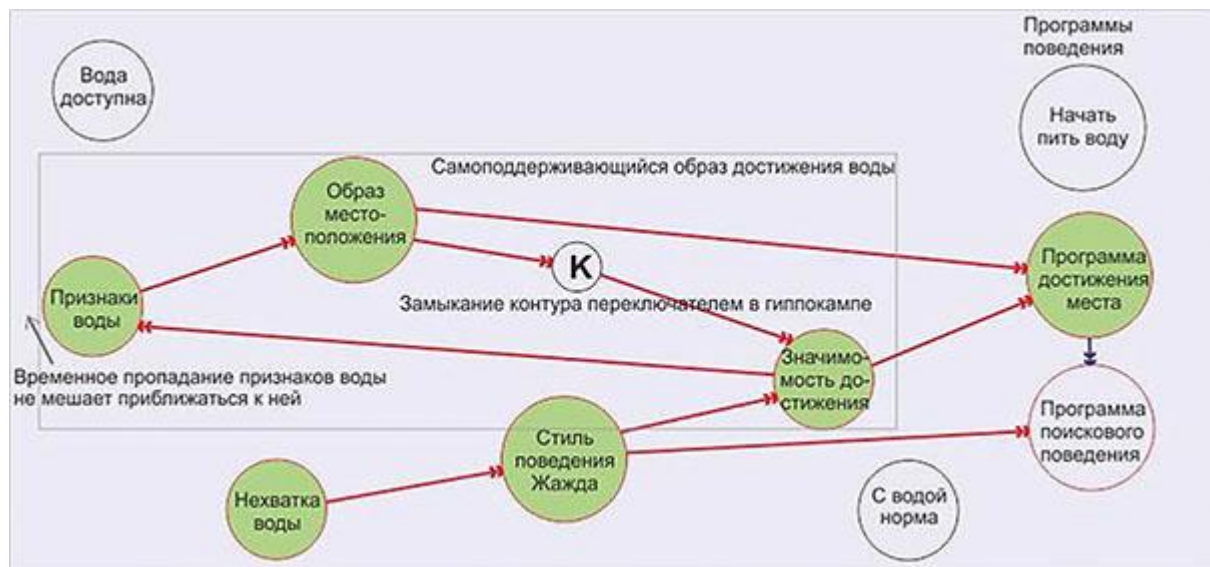 Программы
поведения
Вода
доступна
Начать
пить воду
Самоподдерживающийся образ достижения воды
Образ
место-
положения
К
Программа
достижения
места
Признаки
воды
Замыкание контура переключателем в гиппокампе
Значимо-
мость до-
стижения
Временное пропадание признаков воды
не мешает приближаться к ней
Стиль
поведения
Жажда
Программа
поискового
поведения
Нехватка
воды
С водой
норма